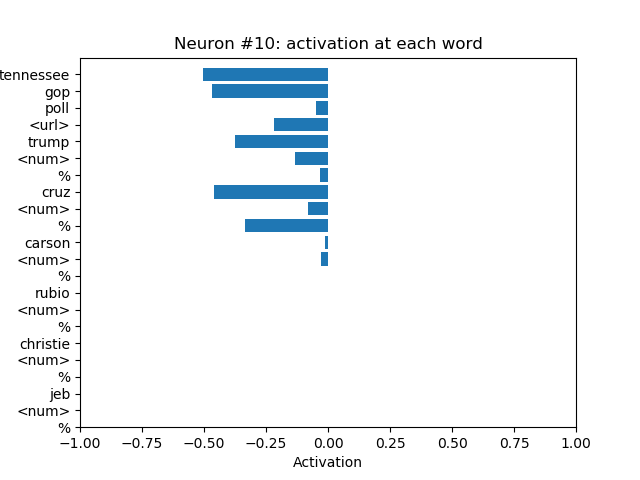 Neuron #10: activation at each word
tennessee
gop
poll
<url>
trump
<num>
%
cruz
<num>
%
carson
<num>
%
rubio
<num>
%
christie
<num>
%
jeb
<num>
%
−1.00 −0.75 −0.50 −0.25 0.00 0.25 0.50 0.75 1.00
Activation